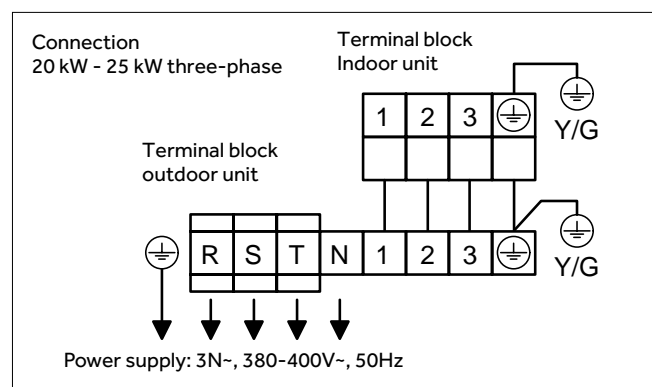 Connection
20 kW - 25 kW three-phase
Terminal block
Indoor unit
1 2 3
Y/G
Terminal block
outdoor unit
R S T N 1 2 3
Y/G
Power supply: 3N~, 380-400V~, 50Hz